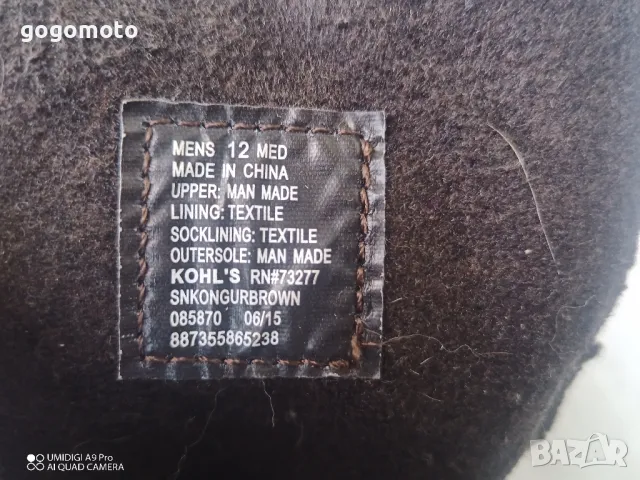 gogomoto
MENS 12 MED
MADE IN CHINA
UPPER: MAN MADE
LINING: TEXTILE
SOCKLINING: TEXTILE
OUTERSOLE: MAN MADE
KOHL'S RN#73277
SNKONGURBROWN
085870 06/15
887355865238
UMIDIGI A9 Pro
AI QUAD CAMERA
BAZAR